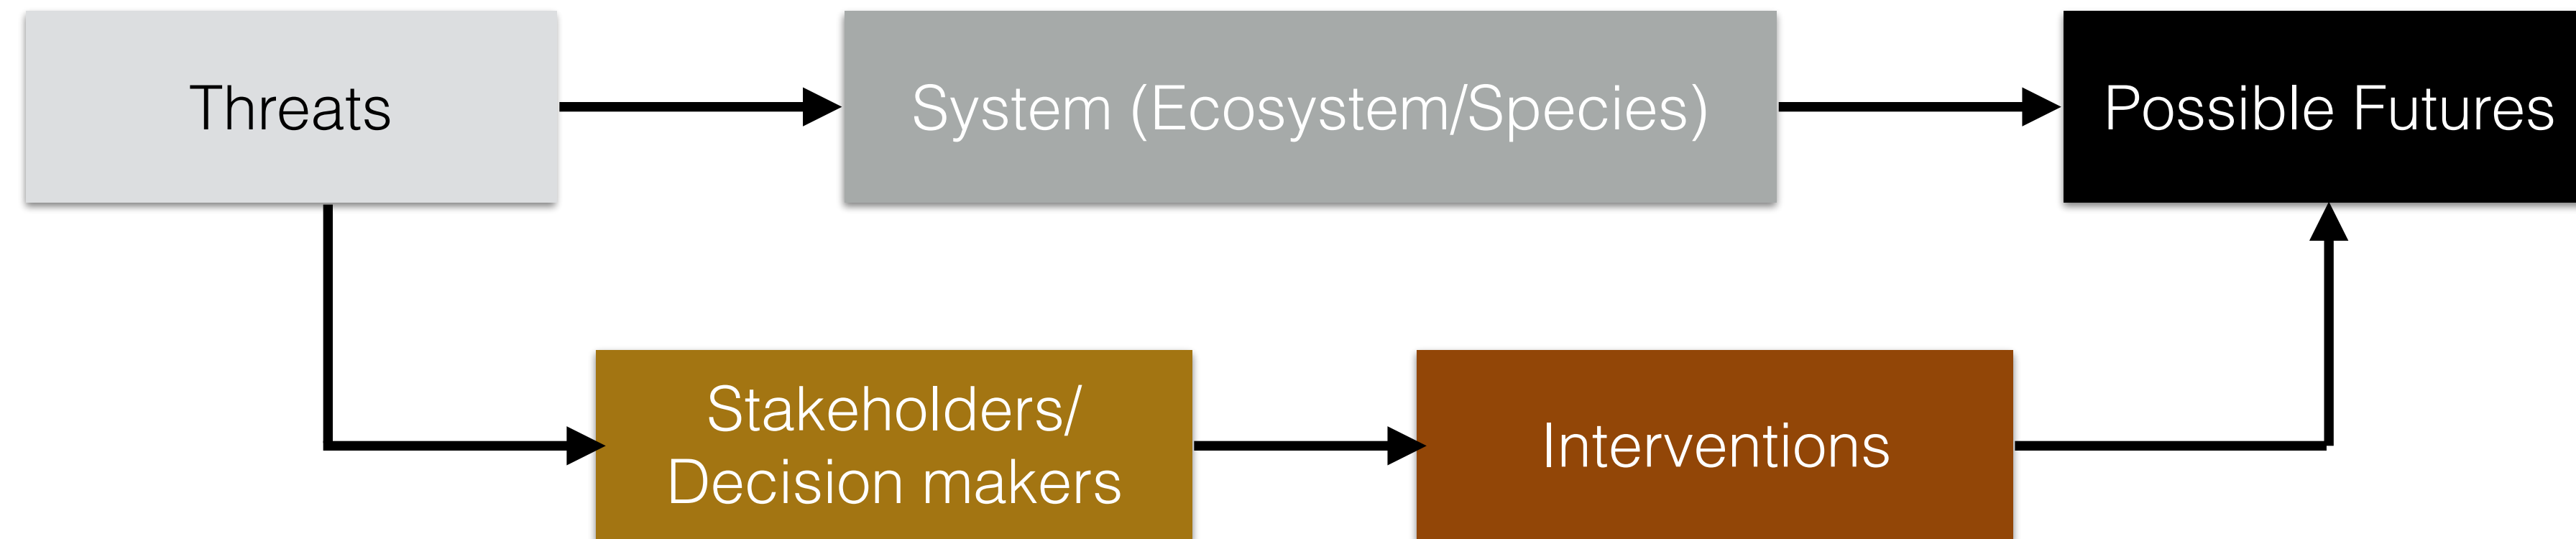 Threats
System (Ecosystem/Species)
Possible Futures
Stakeholders/
Decision makers
Interventions